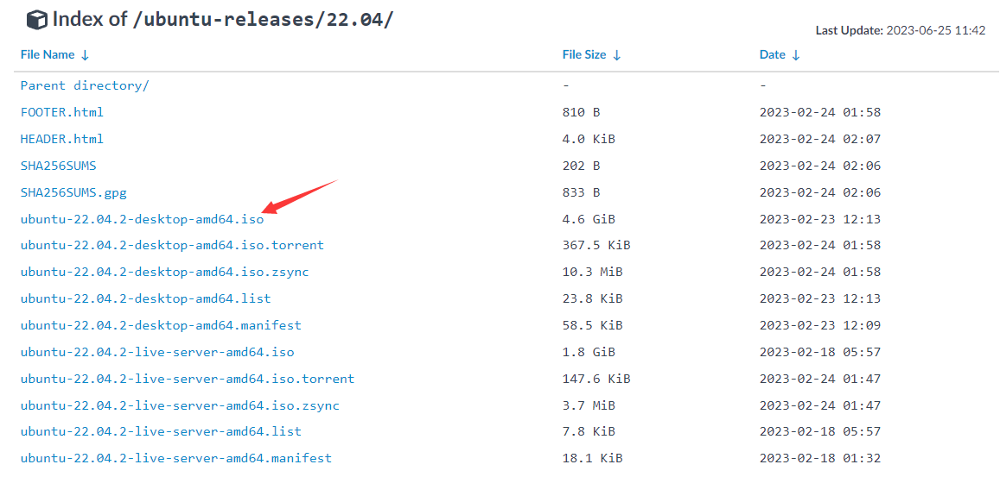 Index of /ubuntu-releases/22.04/
Last Update: 2023-06-25 11:42
File Name ↓ File Size ↓ Date ↓
Parent directory/ - -
FOOTER.html 810 B 2023-02-24 01:58
HEADER.html 4.0 KiB 2023-02-24 02:07
SHA256SUMS 202 B 2023-02-24 02:06
SHA256SUMS.gpg 833 B 2023-02-24 02:06
ubuntu-22.04.2-desktop-amd64.iso 4.6 GiB 2023-02-23 12:13
ubuntu-22.04.2-desktop-amd64.iso.torrent 367.5 KiB 2023-02-24 01:58
ubuntu-22.04.2-desktop-amd64.iso.zsync 10.3 MiB 2023-02-24 01:58
ubuntu-22.04.2-desktop-amd64.list 23.8 KiB 2023-02-23 12:13
ubuntu-22.04.2-desktop-amd64.manifest 58.5 KiB 2023-02-23 12:09
ubuntu-22.04.2-live-server-amd64.iso 1.8 GiB 2023-02-18 05:57
ubuntu-22.04.2-live-server-amd64.iso.torrent 147.6 KiB 2023-02-24 01:47
ubuntu-22.04.2-live-server-amd64.iso.zsync 3.7 MiB 2023-02-24 01:47
ubuntu-22.04.2-live-server-amd64.list 7.8 KiB 2023-02-18 05:57
ubuntu-22.04.2-live-server-amd64.manifest 18.1 KiB 2023-02-18 01:32